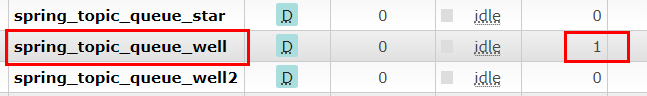 spring_topic_queue_star D 0 idle 0
spring_topic_queue_well D 0 idle 1
spring_topic_queue_well2 D 0 idle 0